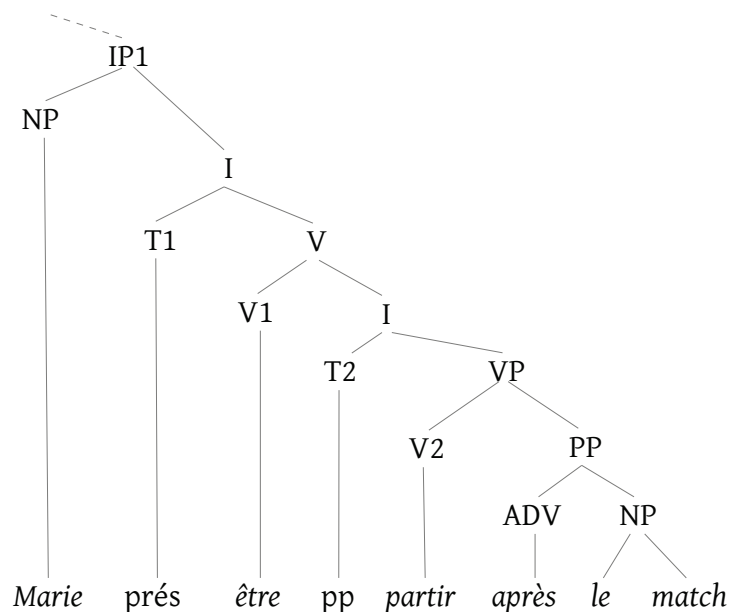 IP1
NP
I
T1 V
V1 I
T2 VP
V2 PP
ADV NP
Marie prés être pp partir après le match